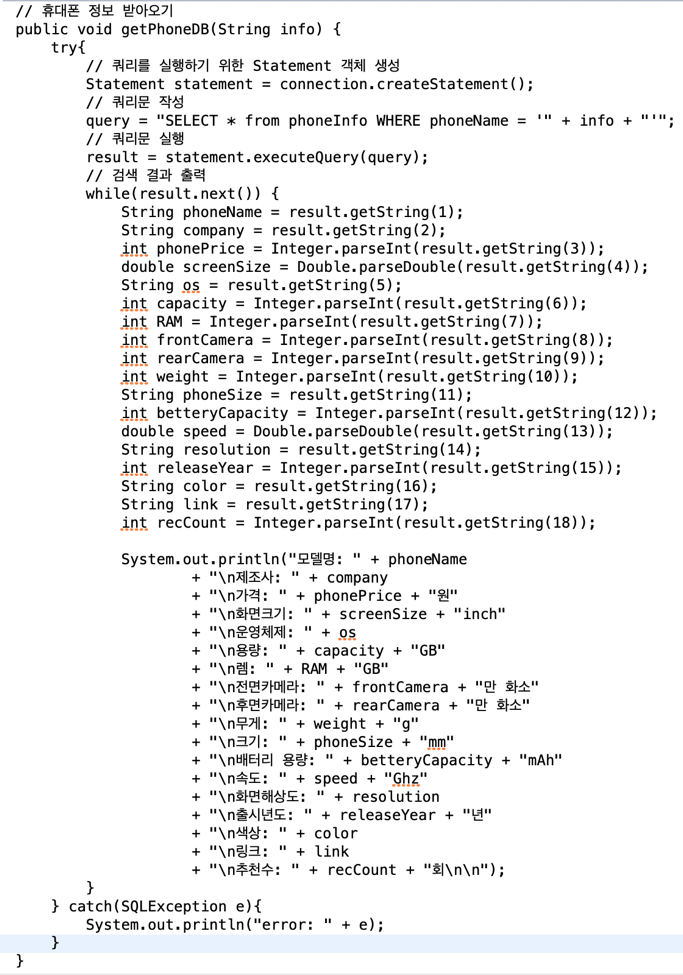 // 휴대폰 정보 받아오기
public void getPhoneDB(String info) {
    try{
        // 쿼리를 실행하기 위한 Statement 객체 생성
        Statement statement = connection.createStatement();
        // 쿼리문 작성
        query = "SELECT * from phoneInfo WHERE phoneName = '" + info + "'";
        // 쿼리문 실행
        result = statement.executeQuery(query);
        // 검색 결과 출력
        while(result.next()) {
            String phoneName = result.getString(1);
            String company = result.getString(2);
            int phonePrice = Integer.parseInt(result.getString(3));
            double screenSize = Double.parseDouble(result.getString(4));
            String os = result.getString(5);
            int capacity = Integer.parseInt(result.getString(6));
            int RAM = Integer.parseInt(result.getString(7));
            int frontCamera = Integer.parseInt(result.getString(8));
            int rearCamera = Integer.parseInt(result.getString(9));
            int weight = Integer.parseInt(result.getString(10));
            String phoneSize = result.getString(11);
            int betteryCapacity = Integer.parseInt(result.getString(12));
            double speed = Double.parseDouble(result.getString(13));
            String resolution = result.getString(14);
            int releaseYear = Integer.parseInt(result.getString(15));
            String color = result.getString(16);
            String link = result.getString(17);
            int recCount = Integer.parseInt(result.getString(18));

            System.out.println("모델명: " + phoneName
                    + "\n제조사: " + company
                    + "\n가격: " + phonePrice + "원"
                    + "\n화면크기: " + screenSize + "inch"
                    + "\n운영체제: " + os
                    + "\n용량: " + capacity + "GB"
                    + "\n렘: " + RAM + "GB"
                    + "\n전면카메라: " + frontCamera + "만 화소"
                    + "\n후면카메라: " + rearCamera + "만 화소"
                    + "\n무게: " + weight + "g"
                    + "\n크기: " + phoneSize + "mm"
                    + "\n배터리 용량: " + betteryCapacity + "mAh"
                    + "\n속도: " + speed + "Ghz"
                    + "\n화면해상도: " + resolution
                    + "\n출시년도: " + releaseYear + "년"
                    + "\n색상: " + color
                    + "\n링크: " + link
                    + "\n추천수: " + recCount + "회\n\n");
        }
    } catch(SQLException e){
        System.out.println("error: " + e);
    }
}